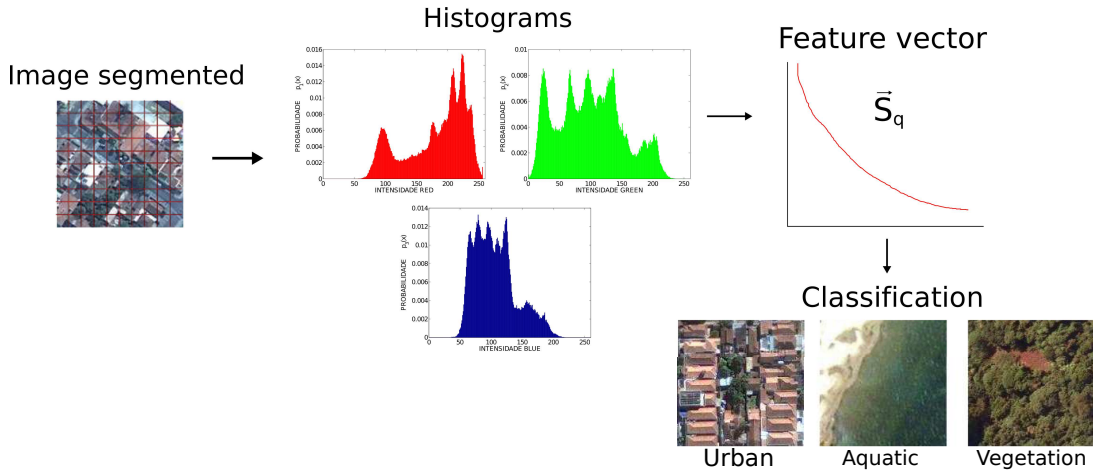 Image segmented
Histograms
PROBABILIDADE p₁(x)
0.016
0.014
0.012
0.01
0.008
0.006
0.004
0.002
0
0 50 100 150 200 250
INTENSIDADE RED
PROBABILIDADE p₂(x)
0.01
0.008
0.006
0.004
0.002
0
0 50 100 150 200 250
INTENSIDADE GREEN
PROBABILIDADE p₃(x)
0.014
0.012
0.01
0.008
0.006
0.004
0.002
0
0 50 100 150 200 250
INTENSIDADE BLUE
Feature vector
S⃗q
Classification
Urban
Aquatic
Vegetation